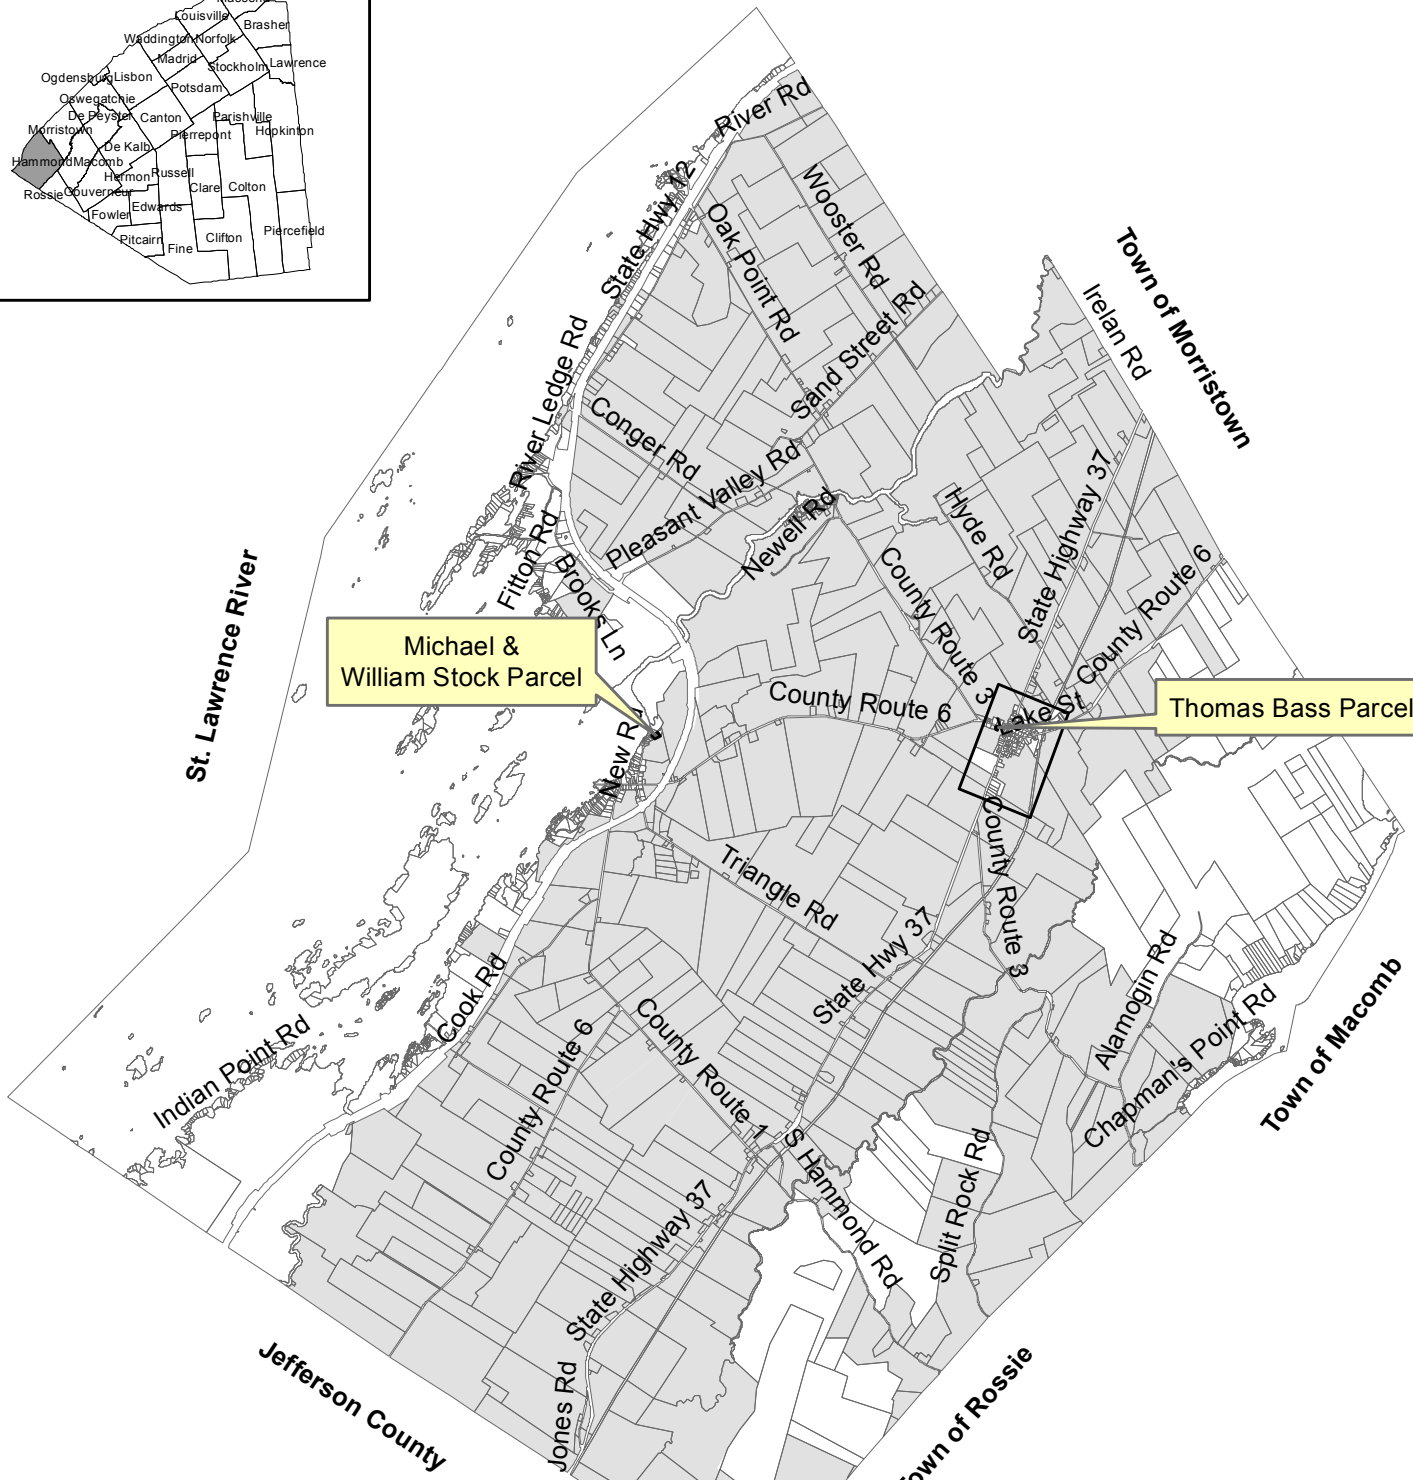 Louisville
Brasher
Waddington
Norfolk
Madrid
Stockholm
Lawrence
Ogdensburg
Lisbon
Potsdam
Oswegatchie
De Peyster
Canton
Parishville
Morristown
Pierrepont
Hopkinton
De Kalb
Hammond
Macomb
Hermon
Russell
Rossie
Gouverneur
Clare
Colton
Edwards
Fowler
Pitcairn
Fine
Clifton
Piercefield
River Rd
State Hwy 12
Wooster Rd
Oak Point Rd
Town of Morristown
Irelan Rd
Sand Street Rd
River Ledge Rd
Conger Rd
Pleasant Valley Rd
Newell Rd
Hyde Rd
State Highway 37
Fitton Rd
Brooks Ln
County Route 3
County Route 6
St. Lawrence River
Michael &
William Stock Parcel
County Route 6
Lake St
Thomas Bass Parcel
New Rd
Triangle Rd
County Route 3
State Hwy 37
Cook Rd
Alamogin Rd
Chapman's Point Rd
Town of Macomb
Indian Point Rd
County Route 6
County Route 1
S Hammond Rd
Split Rock Rd
State Highway 37
Jones Rd
Jefferson County
Town of Rossie